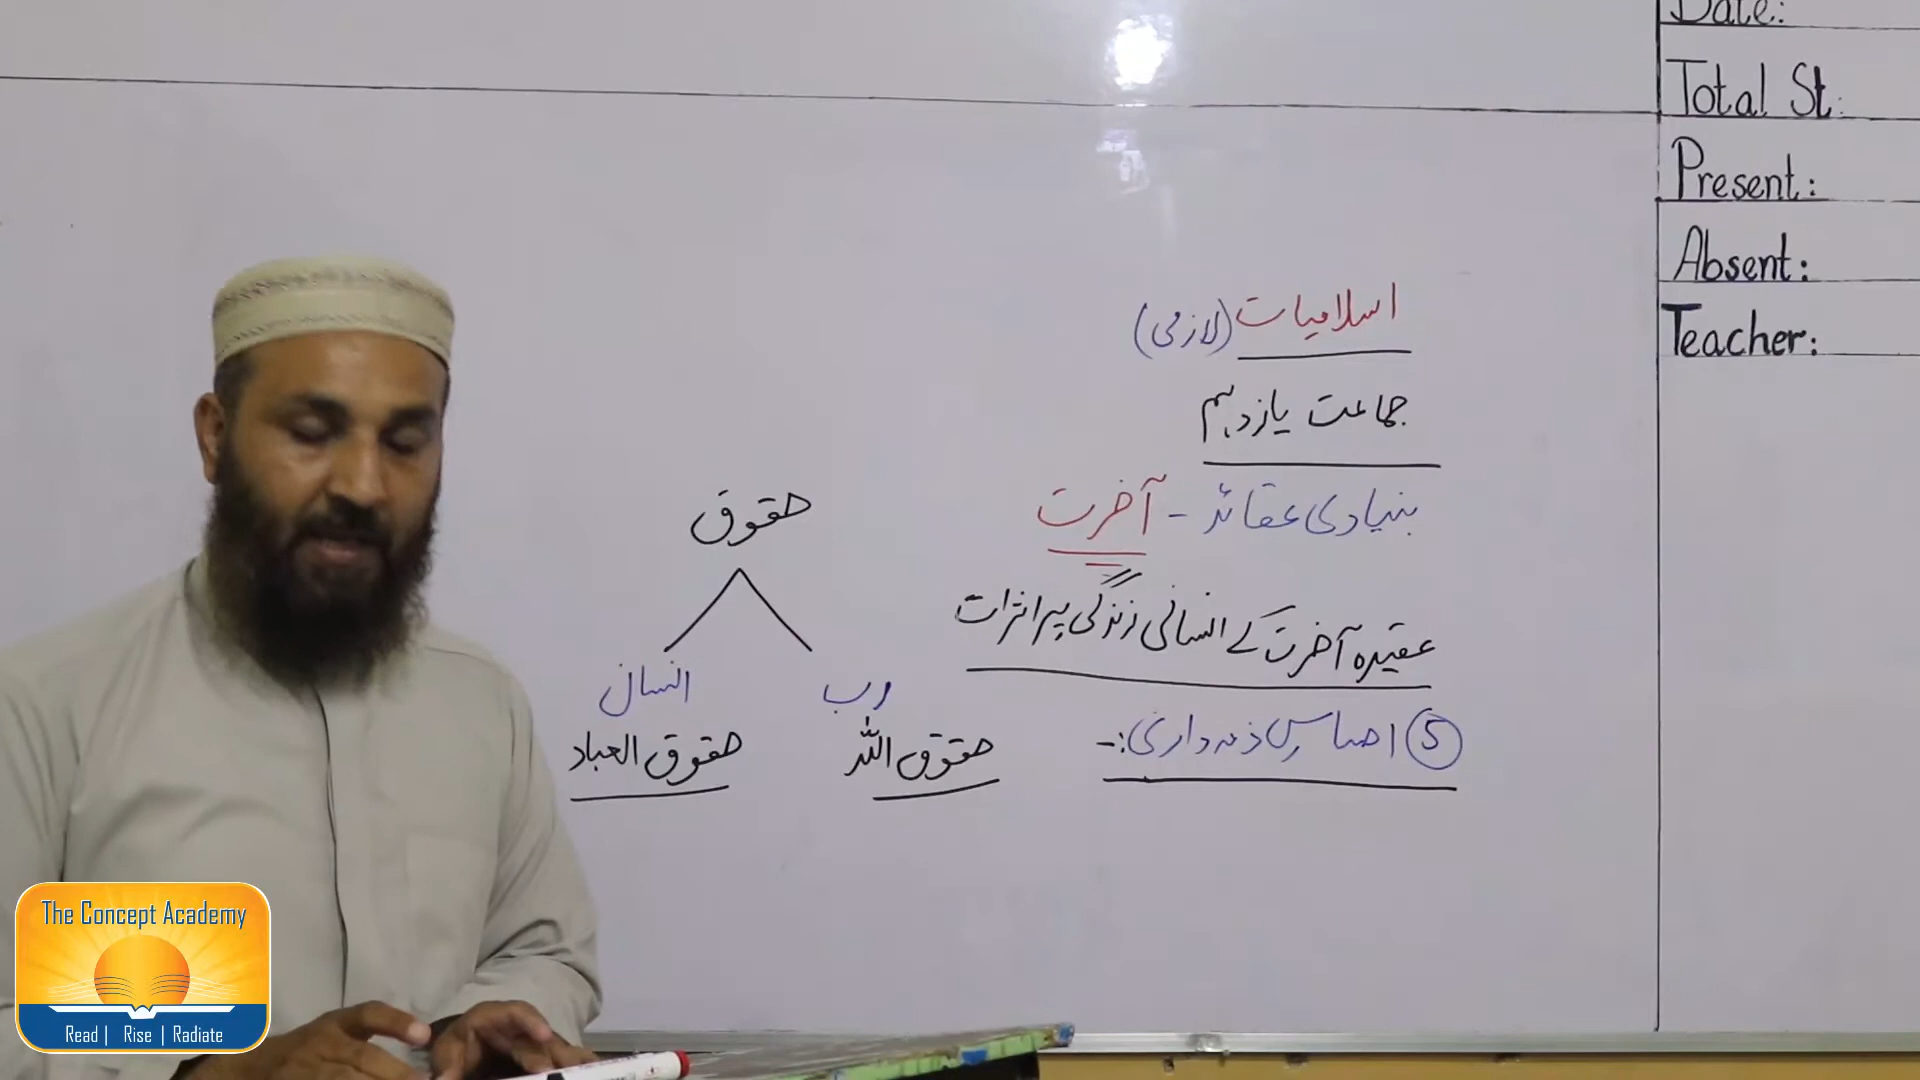 اسلامیات (لازمی)
جماعت یازدہم
بنیادی عقائد - آخرت
عقیدہ آخرت کے انسانی زندگی پر اثرات
5 احساس ذمہ داری :-
حقوق
رب
انسان
حقوق اللہ
حقوق العباد
Date:
Total St:
Present:
Absent:
Teacher:
The Concept Academy
Read | Rise | Radiate